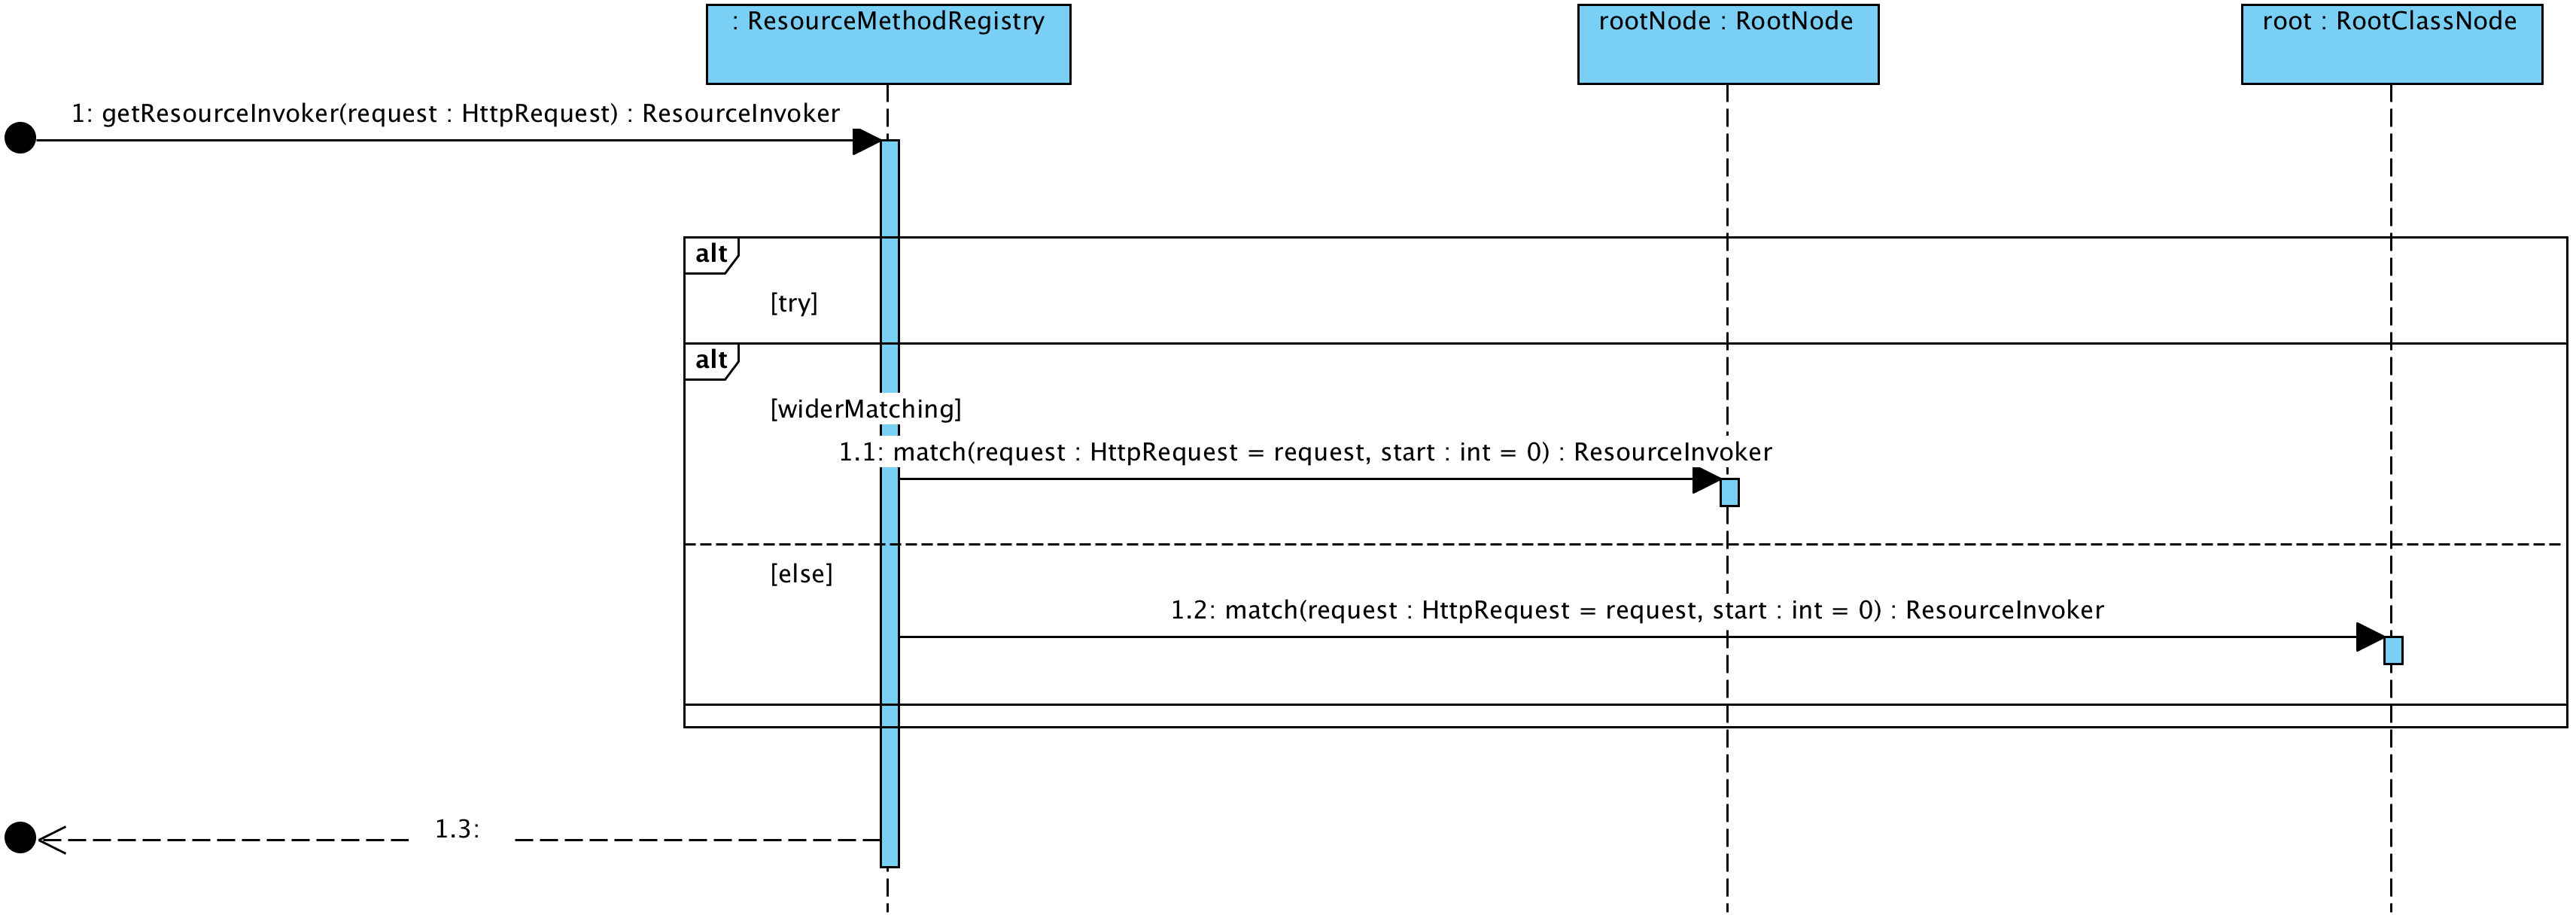 : ResourceMethodRegistry
rootNode : RootNode
root : RootClassNode
1: getResourceInvoker(request : HttpRequest) : ResourceInvoker
alt
[try]
alt
[widerMatching]
1.1: match(request : HttpRequest = request, start : int = 0) : ResourceInvoker
[else]
1.2: match(request : HttpRequest = request, start : int = 0) : ResourceInvoker
1.3: